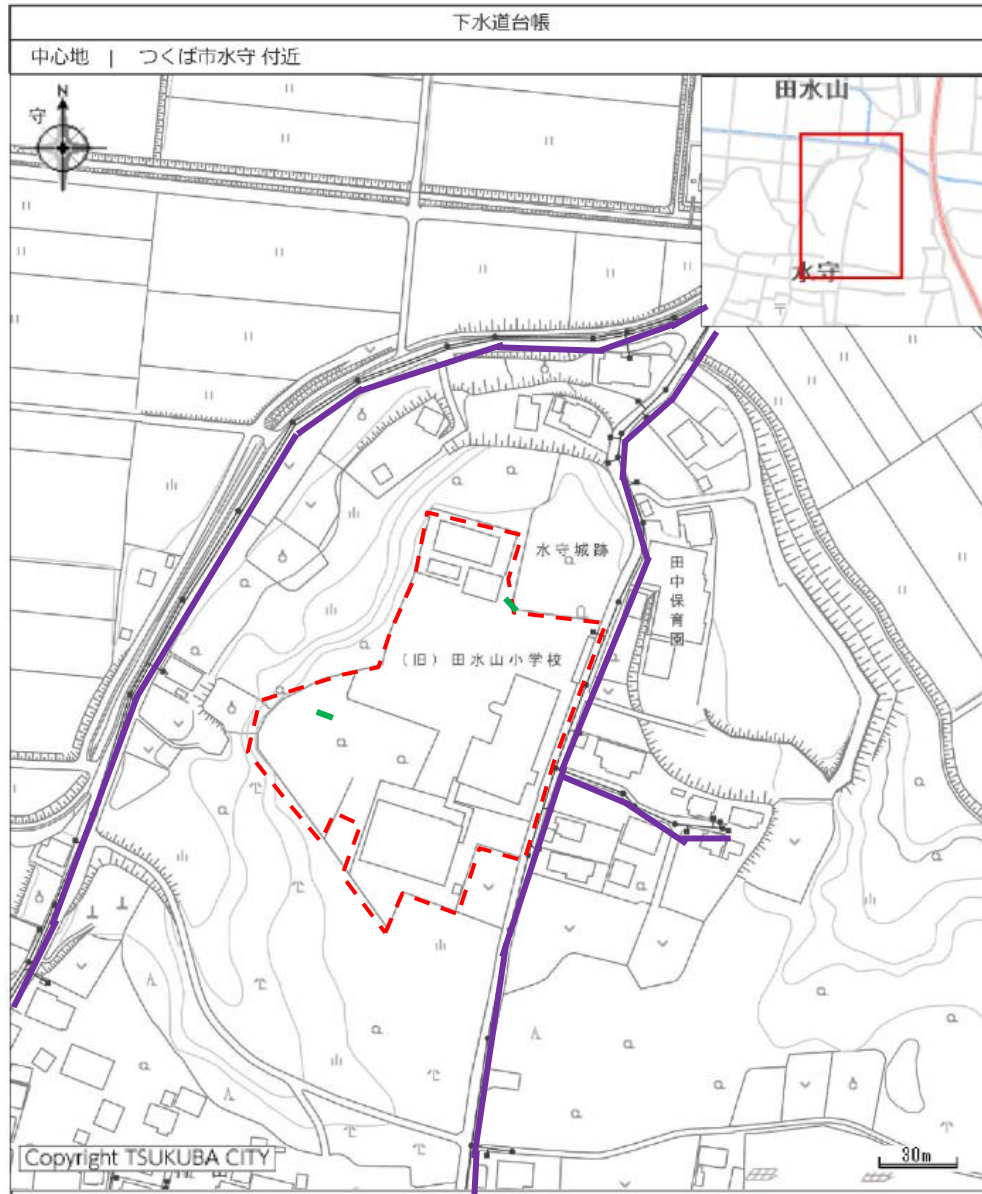 下水道台帳
中心地 | つくば市水守 付近
N
守
田水山
水守
水守城跡
田中保育園
(旧)田水山小学校
Copyright TSUKUBA CITY
30m